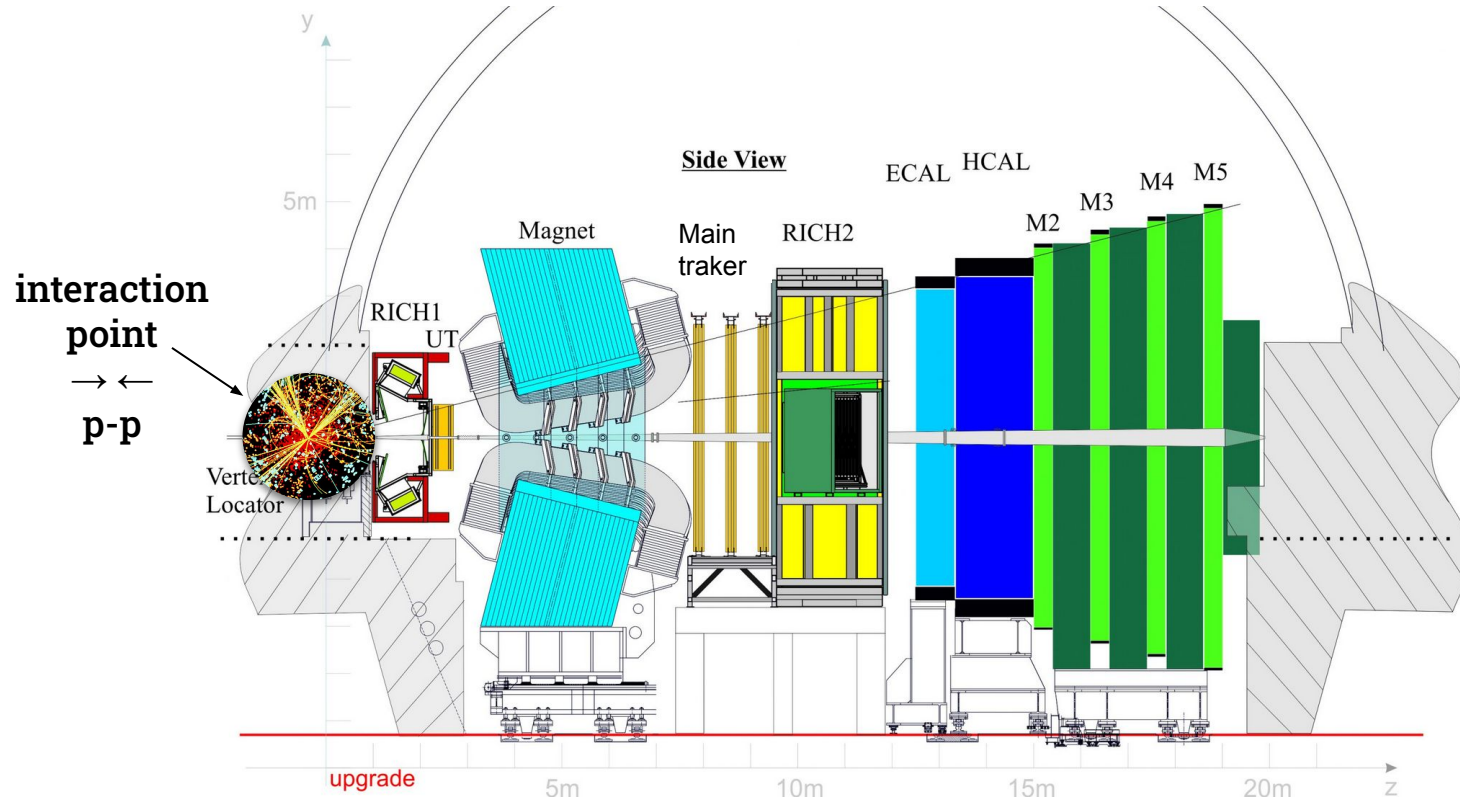 y
5m
Side View
ECAL
HCAL
M2
M3
M4
M5
Magnet
Main
traker
RICH2
interaction
point
→ ←
p-p
RICH1
UT
Locator
upgrade
5m
10m
15m
20m
z